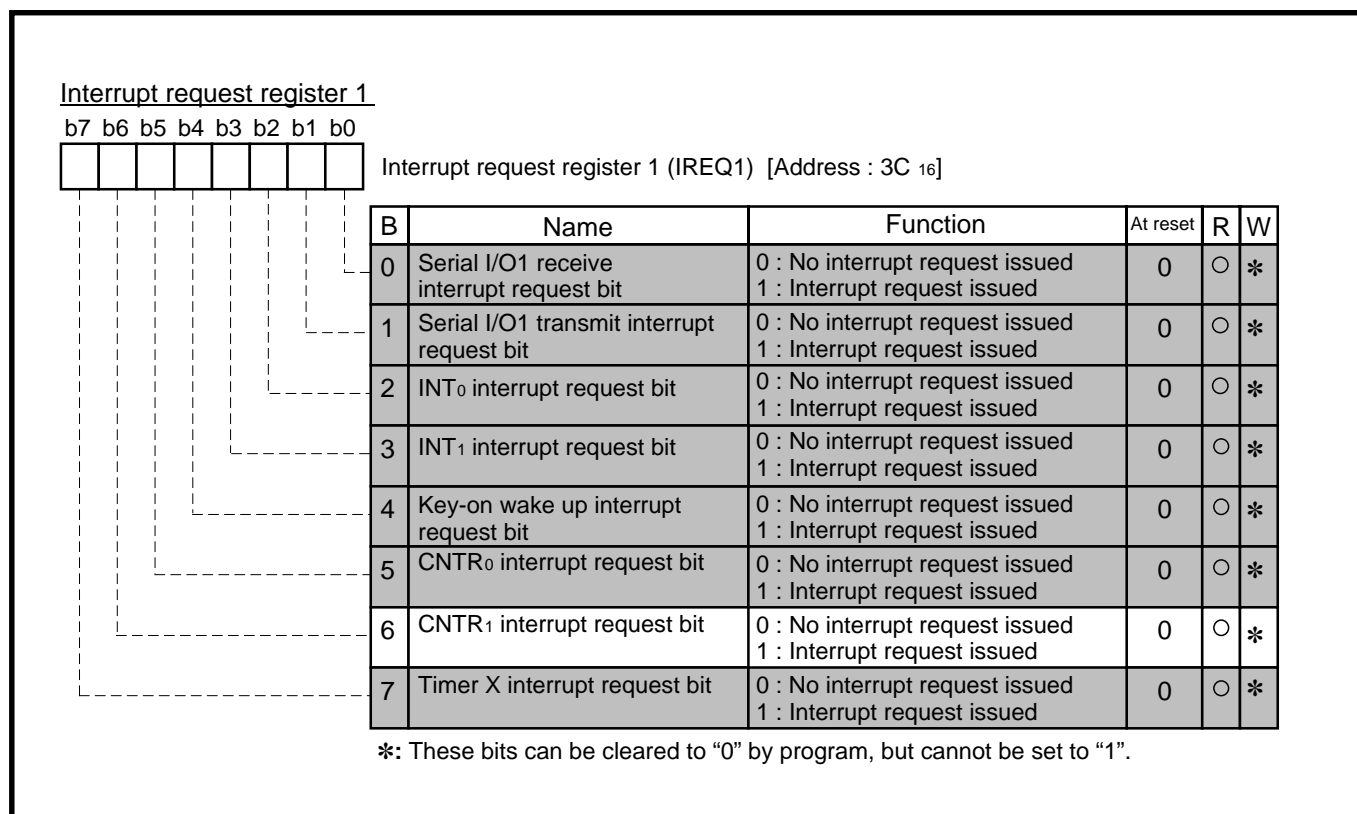 Interrupt request register 1
b7 b6 b5 b4 b3 b2 b1 b0
Interrupt request register 1 (IREQ1) [Address : 3C 16]
B Name Function At reset R W
0 Serial I/O1 receive interrupt request bit 0 : No interrupt request issued 1 : Interrupt request issued 0 ○ ✻
1 Serial I/O1 transmit interrupt request bit 0 : No interrupt request issued 1 : Interrupt request issued 0 ○ ✻
2 INT0 interrupt request bit 0 : No interrupt request issued 1 : Interrupt request issued 0 ○ ✻
3 INT1 interrupt request bit 0 : No interrupt request issued 1 : Interrupt request issued 0 ○ ✻
4 Key-on wake up interrupt request bit 0 : No interrupt request issued 1 : Interrupt request issued 0 ○ ✻
5 CNTR0 interrupt request bit 0 : No interrupt request issued 1 : Interrupt request issued 0 ○ ✻
6 CNTR1 interrupt request bit 0 : No interrupt request issued 1 : Interrupt request issued 0 ○ ✻
7 Timer X interrupt request bit 0 : No interrupt request issued 1 : Interrupt request issued 0 ○ ✻
✻: These bits can be cleared to “0” by program, but cannot be set to “1”.